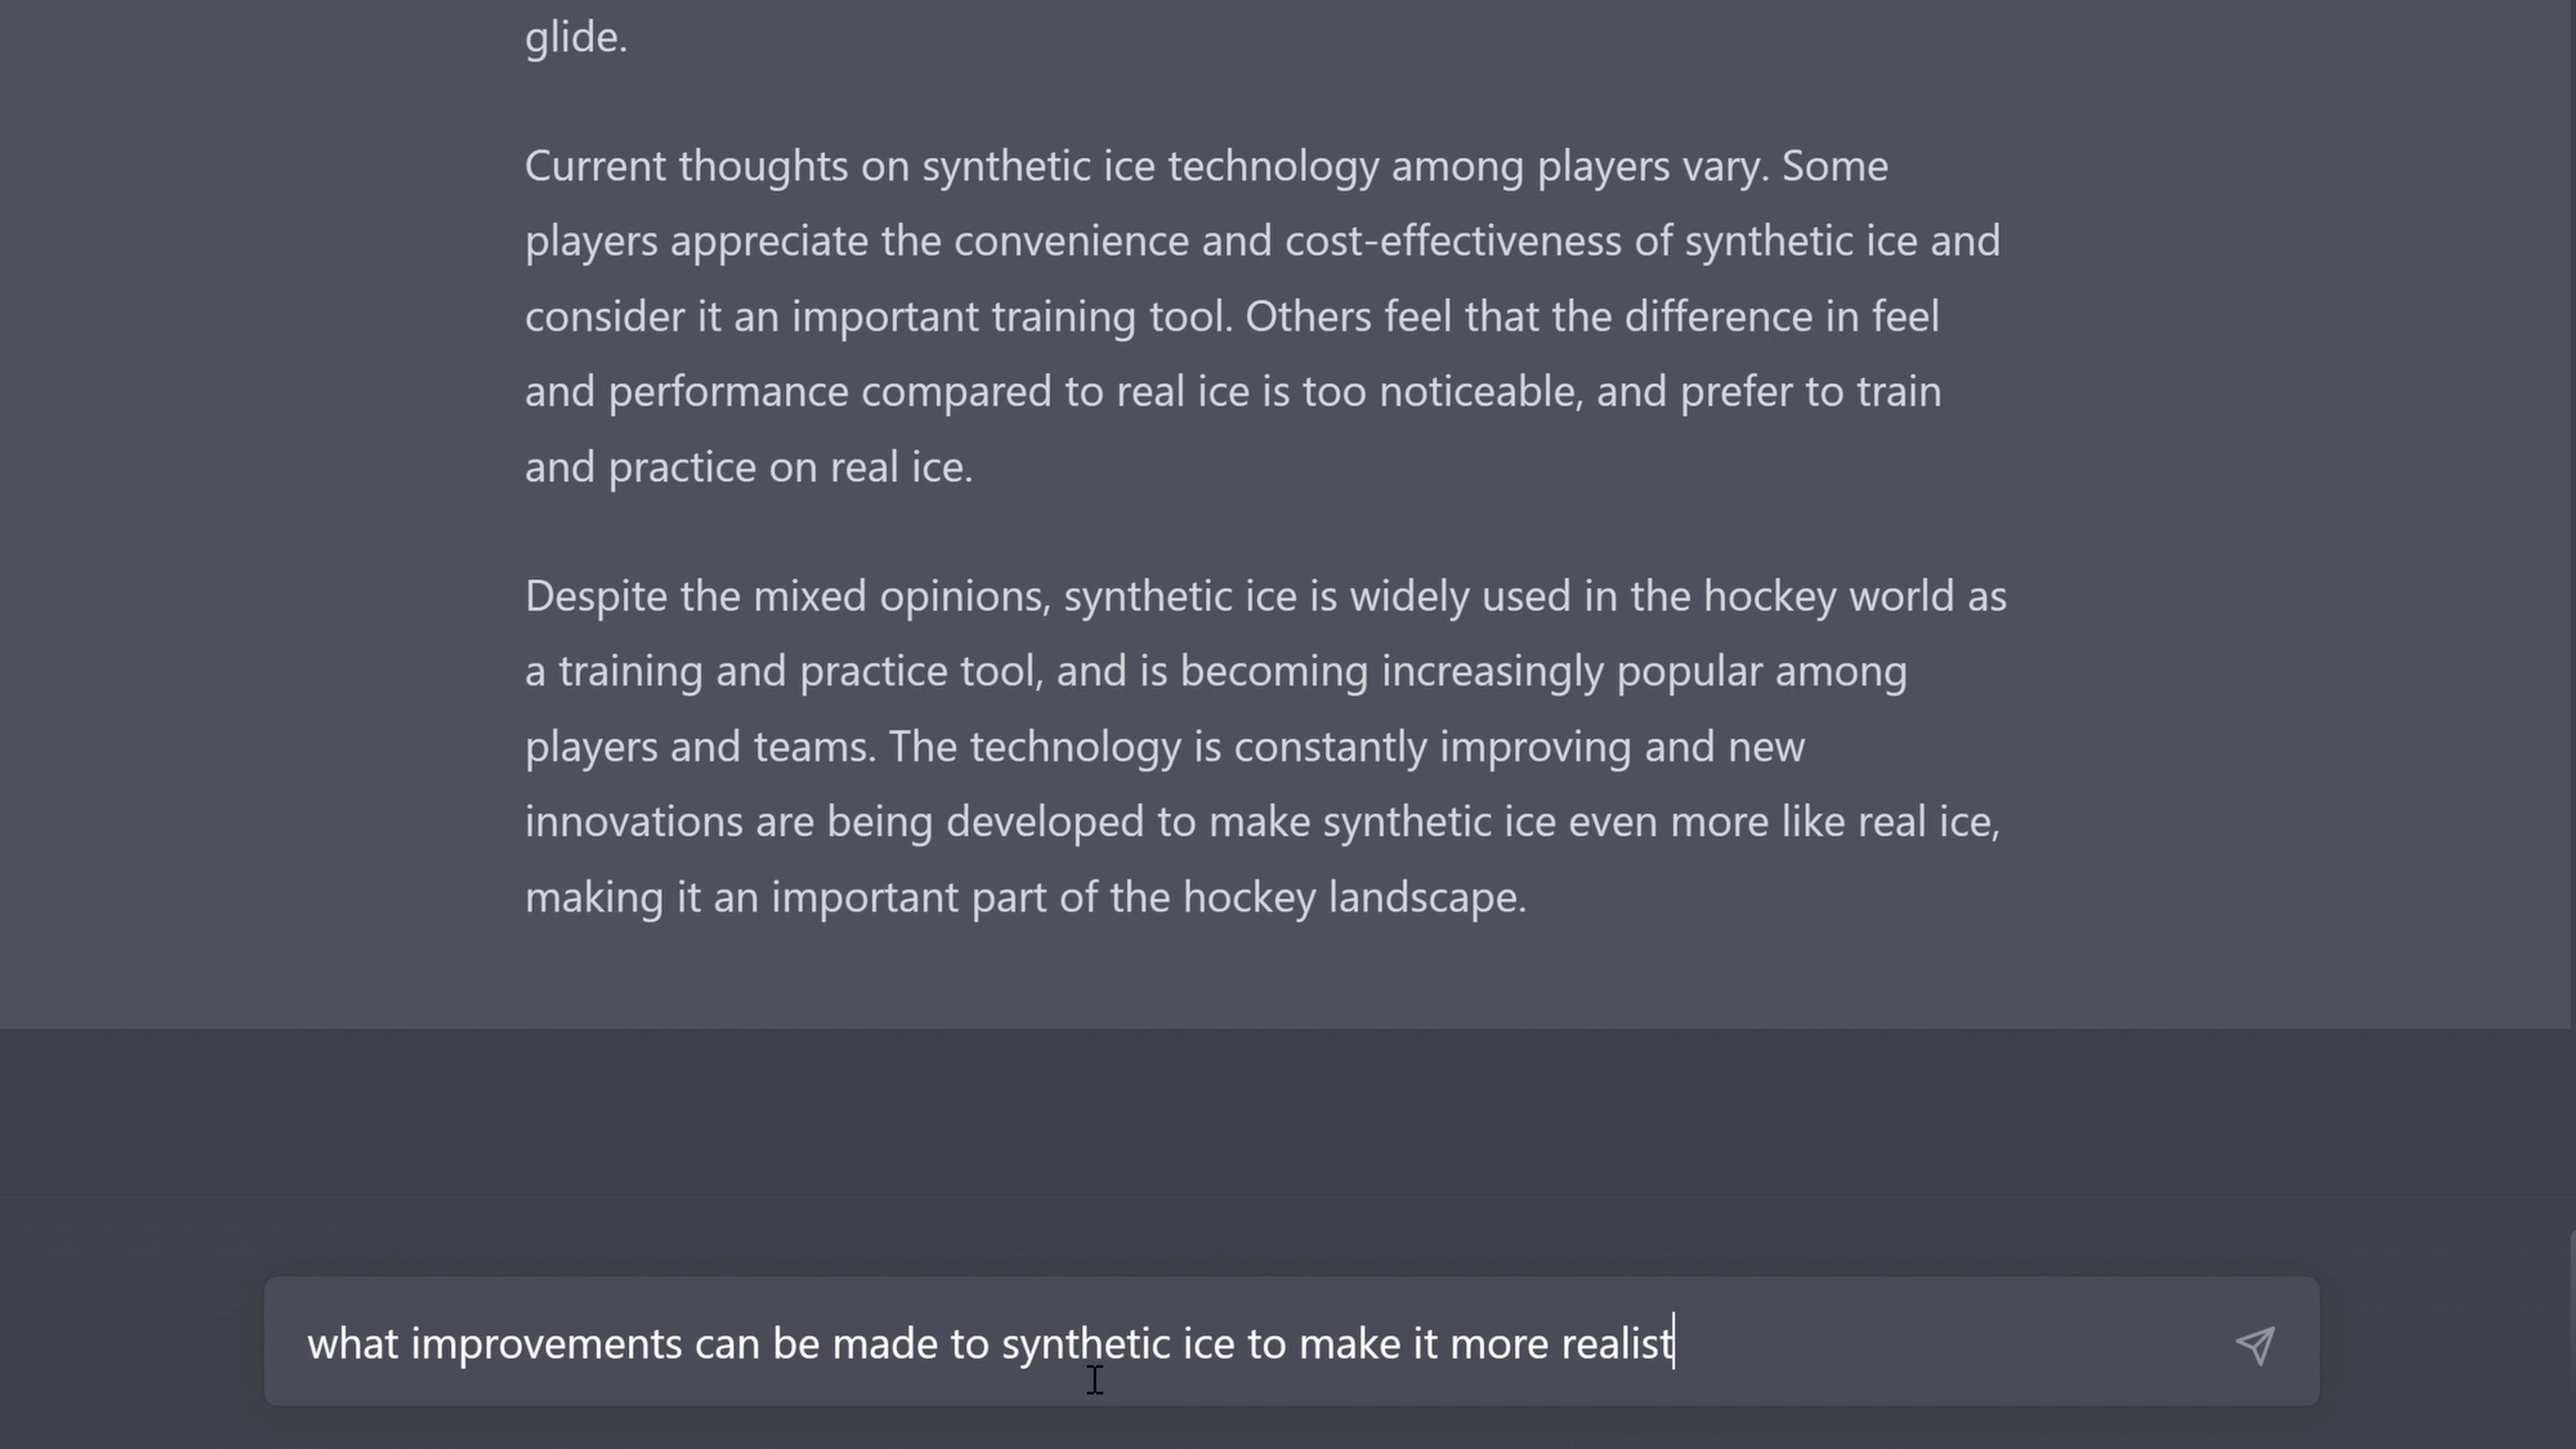 glide.
Current thoughts on synthetic ice technology among players vary. Some
players appreciate the convenience and cost-effectiveness of synthetic ice and
consider it an important training tool. Others feel that the difference in feel
and performance compared to real ice is too noticeable, and prefer to train
and practice on real ice.
Despite the mixed opinions, synthetic ice is widely used in the hockey world as
a training and practice tool, and is becoming increasingly popular among
players and teams. The technology is constantly improving and new
innovations are being developed to make synthetic ice even more like real ice,
making it an important part of the hockey landscape.
what improvements can be made to synthetic ice to make it more realist